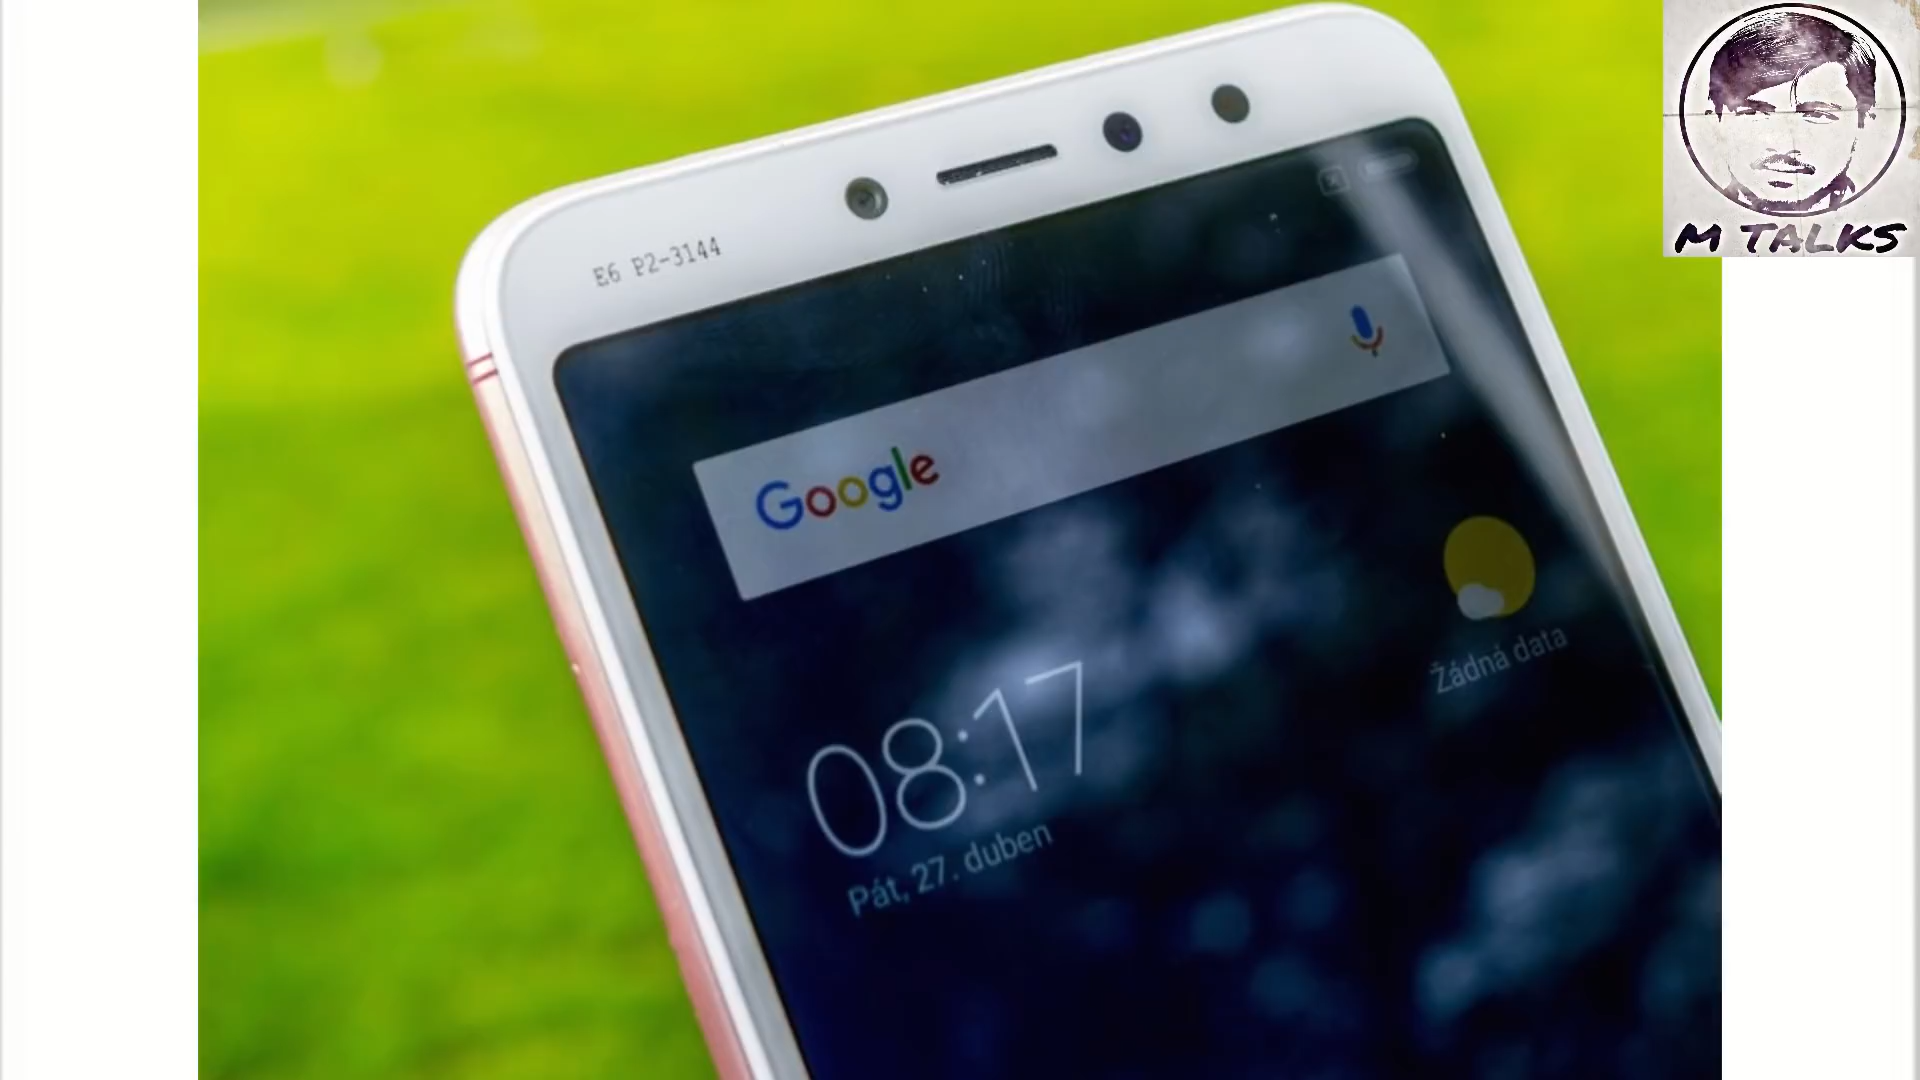 M TALKS
E6 P2-3144
Google
Žádná data
08:17
Pát, 27. duben